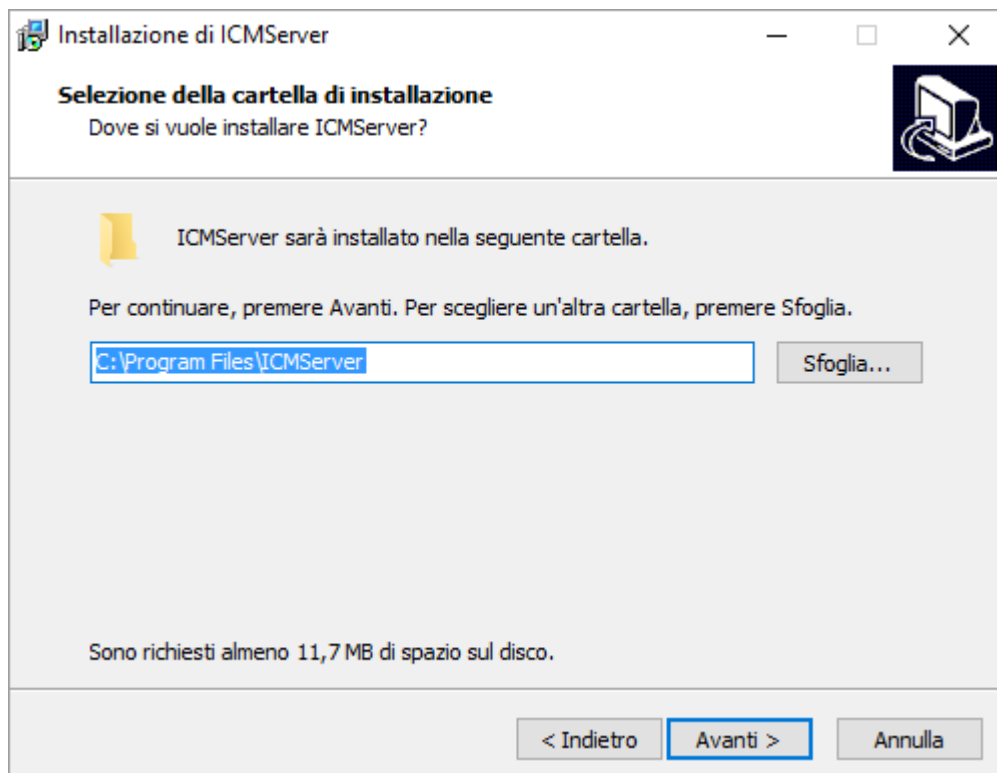 Installazione di ICMServer
Selezione della cartella di installazione
Dove si vuole installare ICMServer?
ICMServer sarà installato nella seguente cartella.
Per continuare, premere Avanti. Per scegliere un'altra cartella, premere Sfoglia.
C:\Program Files\ICMServer
Sfoglia...
Sono richiesti almeno 11,7 MB di spazio sul disco.
< Indietro
Avanti >
Annulla